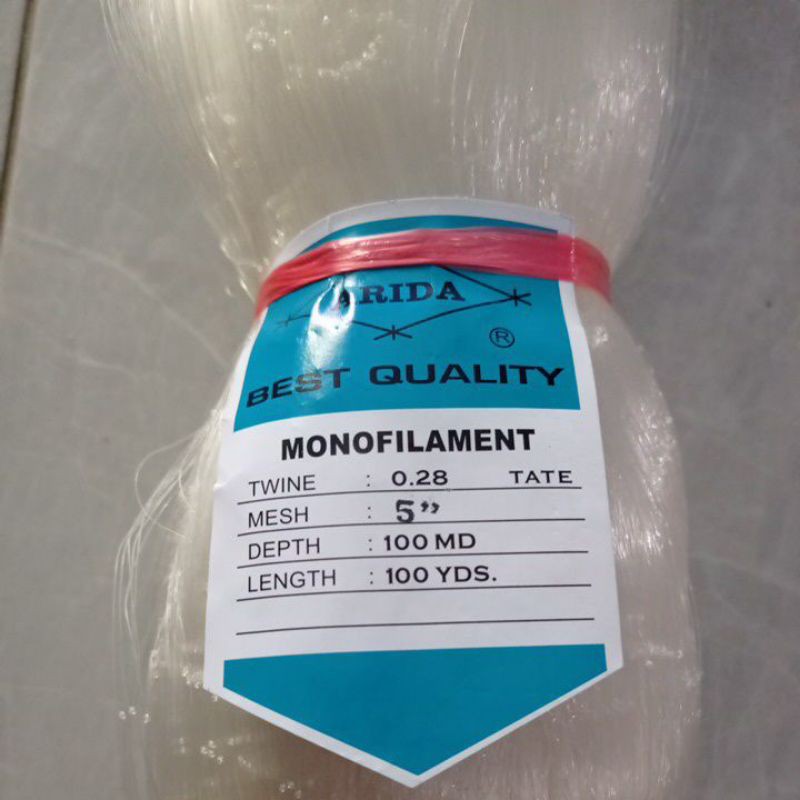 ARIDA
®
BEST QUALITY
MONOFILAMENT
TWINE : 0.28 TATE
MESH : 5”
DEPTH : 100 MD
LENGTH : 100 YDS.